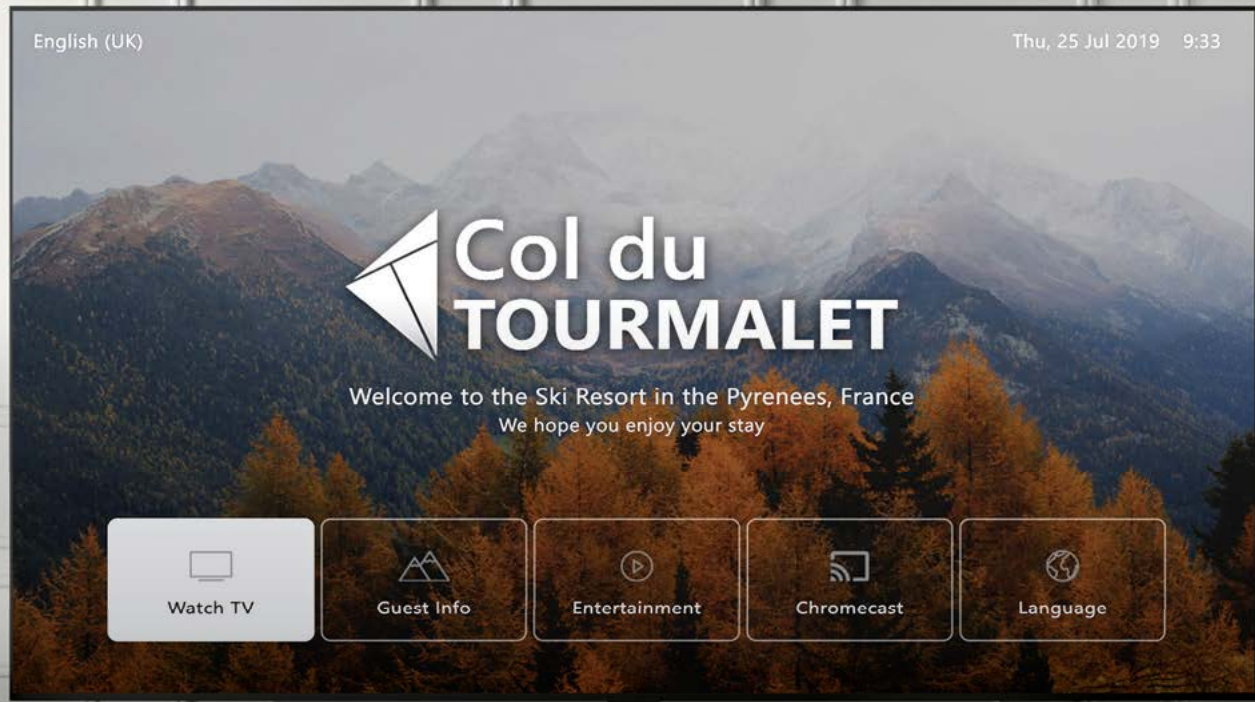 English (UK)
Thu, 25 Jul 2019 9:33
Col du
TOURMALET
Welcome to the Ski Resort in the Pyrenees, France
We hope you enjoy your stay
Watch TV
Guest Info
Entertainment
Chromecast
Language